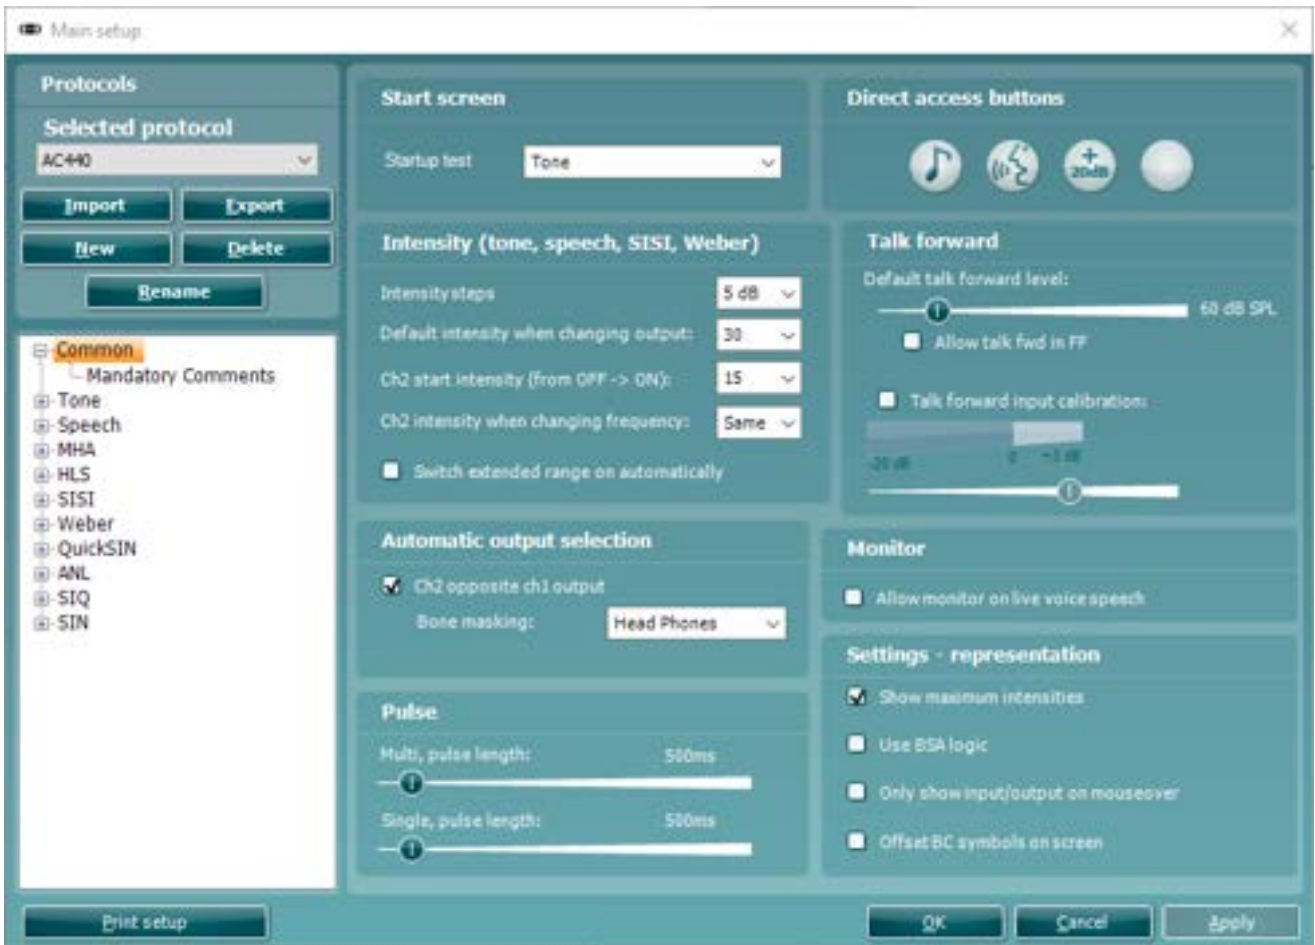 Main setup
Protocols
Selected protocol
AC440
Import
Export
New
Delete
Rename
Common
Mandatory Comments
Tone
Speech
MHA
HLS
SISI
Weber
QuickSIN
ANL
SIQ
SIN
Print setup
Start screen
Startup test
Tone
Intensity (tone, speech, SISI, Weber)
Intensity steps
5 dB
Default intensity when changing output:
30
Ch2 start intensity (from OFF -> ON):
15
Ch2 intensity when changing frequency:
Same
Switch extended range on automatically
Automatic output selection
Ch2 opposite ch1 output
Bone masking:
Head Phones
Pulse
Multi, pulse length:
500ms
Single, pulse length:
500ms
Direct access buttons
+
20dB
Talk forward
Default talk forward level:
60 dB SPL
Allow talk fwd in FF
Talk forward input calibration:
-20 dB
0
+3 dB
Monitor
Allow monitor on live voice speech
Settings - representation
Show maximum intensities
Use BSA logic
Only show input/output on mouseover
Offset BC symbols on screen
OK
Cancel
Apply